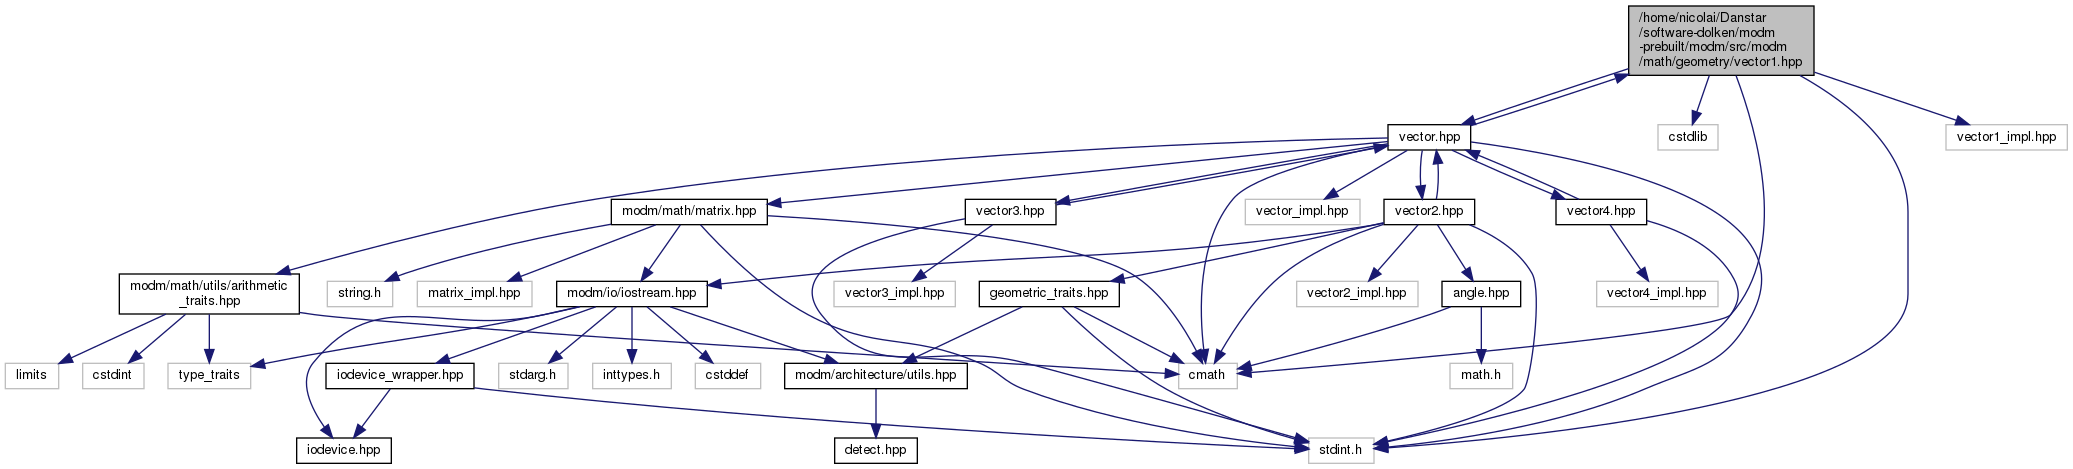 /home/nicolai/Danstar
/software-dolken/modm
-prebuilt/modm/src/modm
/math/geometry/vector1.hpp
vector.hpp
cstdlib
vector1_impl.hpp
modm/math/matrix.hpp
vector3.hpp
vector_impl.hpp
vector2.hpp
vector4.hpp
modm/math/utils/arithmetic
_traits.hpp
string.h
matrix_impl.hpp
modm/io/iostream.hpp
vector3_impl.hpp
geometric_traits.hpp
vector2_impl.hpp
angle.hpp
vector4_impl.hpp
limits
cstdint
type_traits
iodevice_wrapper.hpp
stdarg.h
inttypes.h
cstddef
modm/architecture/utils.hpp
cmath
math.h
iodevice.hpp
detect.hpp
stdint.h